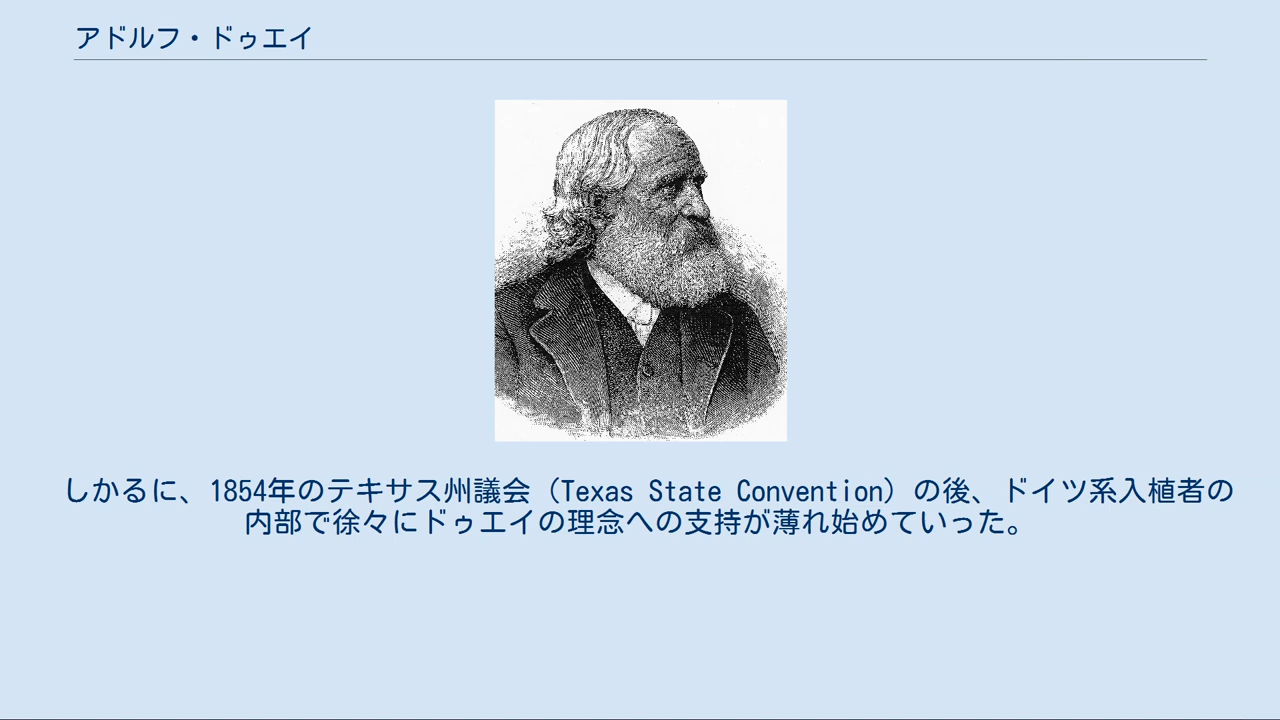 アドルフ・ドゥエイ
しかるに、1854年のテキサス州議会（Texas State Convention）の後、ドイツ系入植者の
内部で徐々にドゥエイの理念への支持が薄れ始めていった。